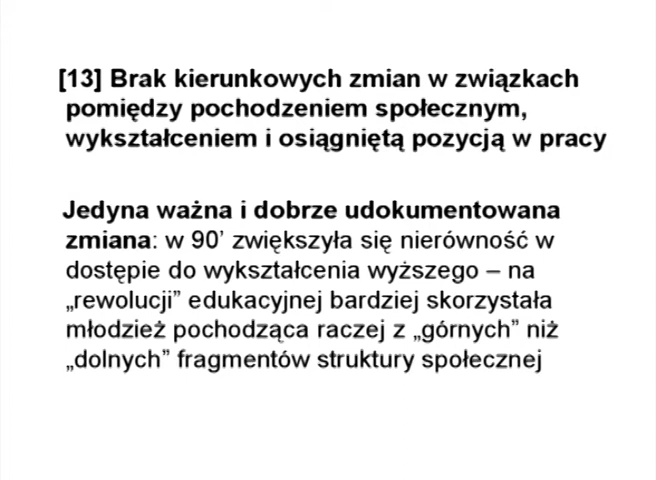 [13] Brak kierunkowych zmian w związkach
pomiędzy pochodzeniem społecznym,
wykształceniem i osiągniętą pozycją w pracy
Jedyna ważna i dobrze udokumentowana
zmiana: w 90’ zwiększyła się nierówność w
dostępie do wykształcenia wyższego – na
„rewolucji” edukacyjnej bardziej skorzystała
młodzież pochodząca raczej z „górnych” niż
„dolnych” fragmentów struktury społecznej